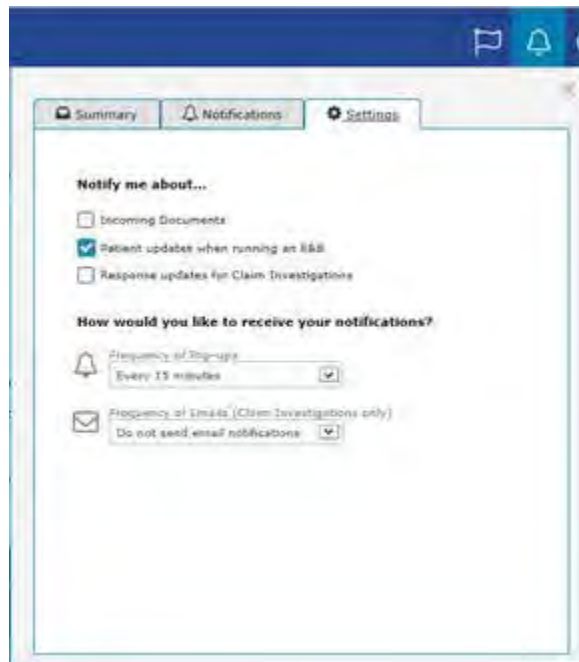 Summary
Notifications
Settings
Notify me about...
Incoming Documents
Patient updates when running an E&B
Response updates for Claim Investigations
How would you like to receive your notifications?
Frequency of Pop-ups
Every 15 minutes
Frequency of Emails (Claim Investigations only)
Do not send email notifications